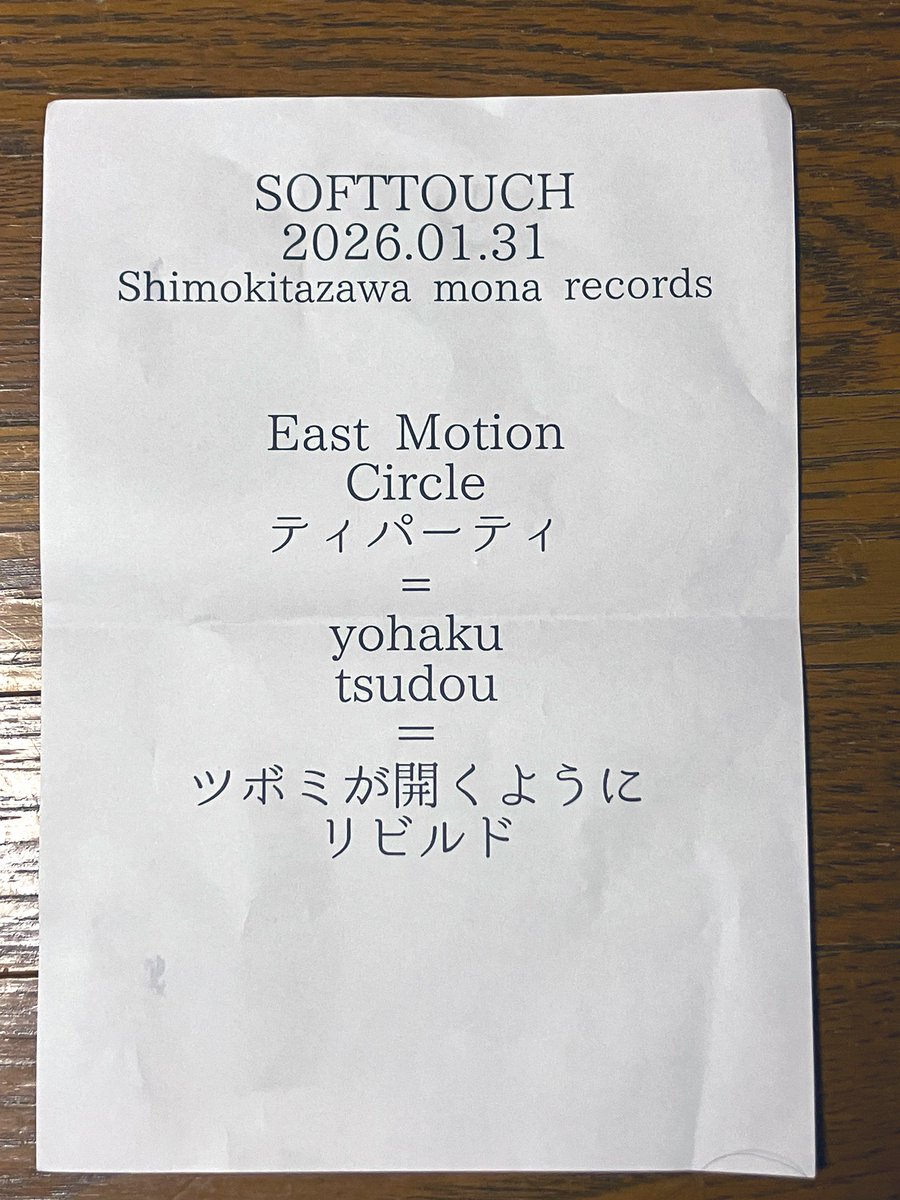 SOFTTOUCH
2026.01.31
Shimokitazawa mona records
East Motion
Circle
ティパーティ
=
yohaku
tsudou
=
ツボミが開くように
リビルド